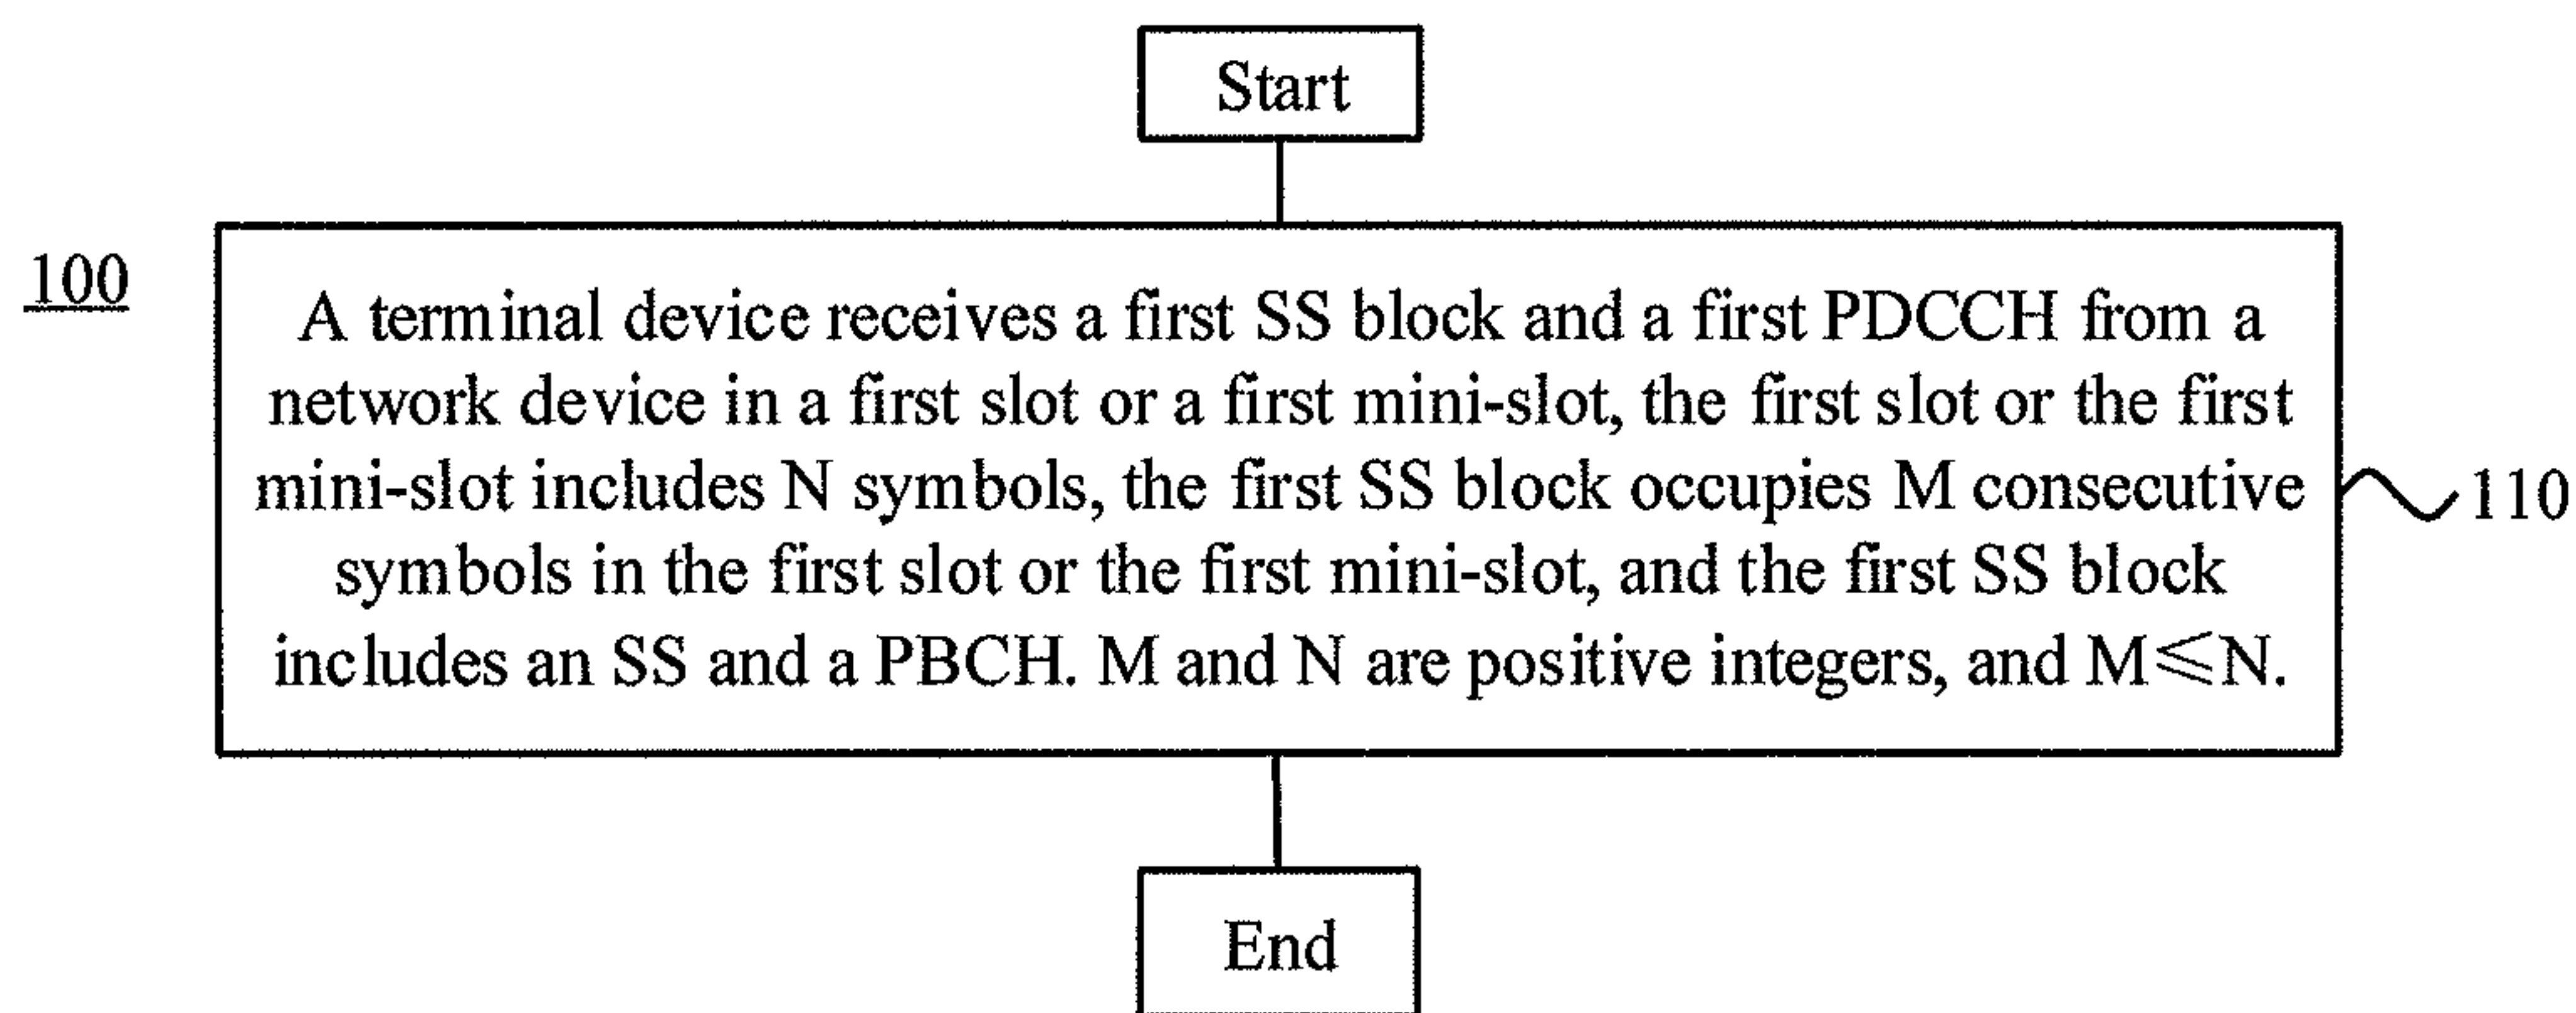 Start
100
A terminal device receives a first SS block and a first PDCCH from a
network device in a first slot or a first mini-slot, the first slot or the first
mini-slot includes N symbols, the first SS block occupies M consecutive
symbols in the first slot or the first mini-slot, and the first SS block
includes an SS and a PBCH. M and N are positive integers, and M⩽N.
110
End